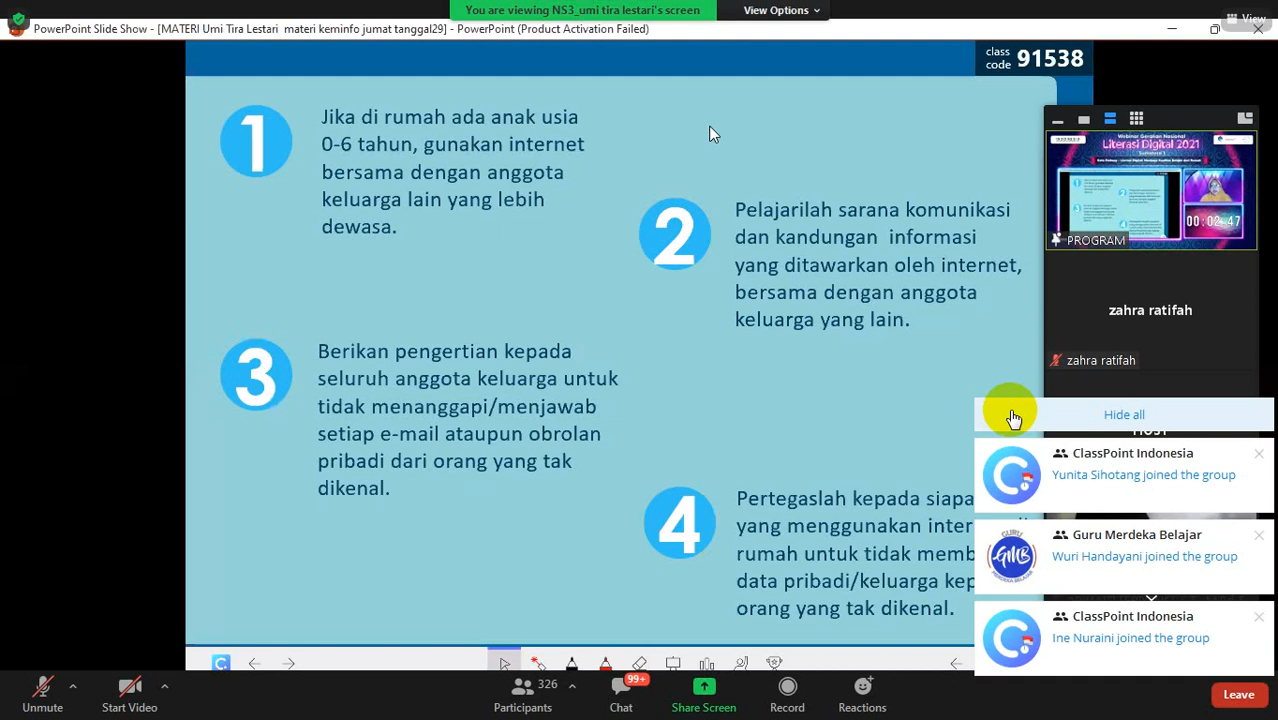 You are viewing NS3_umi tira lestari's screen
View Options
View
PowerPoint Slide Show - [MATERI Umi Tira Lestari materi keminfo jumat tanggal29] - PowerPoint (Product Activation Failed)
class
code 91538
1
Jika di rumah ada anak usia
0-6 tahun, gunakan internet
bersama dengan anggota
keluarga lain yang lebih
dewasa.
2
Pelajarilah sarana komunikasi
dan kandungan informasi
yang ditawarkan oleh internet,
bersama dengan anggota
keluarga yang lain.
3
Berikan pengertian kepada
seluruh anggota keluarga untuk
tidak menanggapi/menjawab
setiap e-mail ataupun obrolan
pribadi dari orang yang tak
dikenal.
4
Pertegaslah kepada siapa
yang menggunakan inter
rumah untuk tidak memb
data pribadi/keluarga kep
orang yang tak dikenal.
Webinar Gerakan Nasional
Literasi Digital 2021
00:02:47
PROGRAM
zahra ratifah
zahra ratifah
Hide all
ClassPoint Indonesia
Yunita Sihotang joined the group
GURU
GMB
Guru Merdeka Belajar
Wuri Handayani joined the group
ClassPoint Indonesia
Ine Nuraini joined the group
Unmute
Start Video
326
Participants
99+
Chat
Share Screen
Record
Reactions
Leave